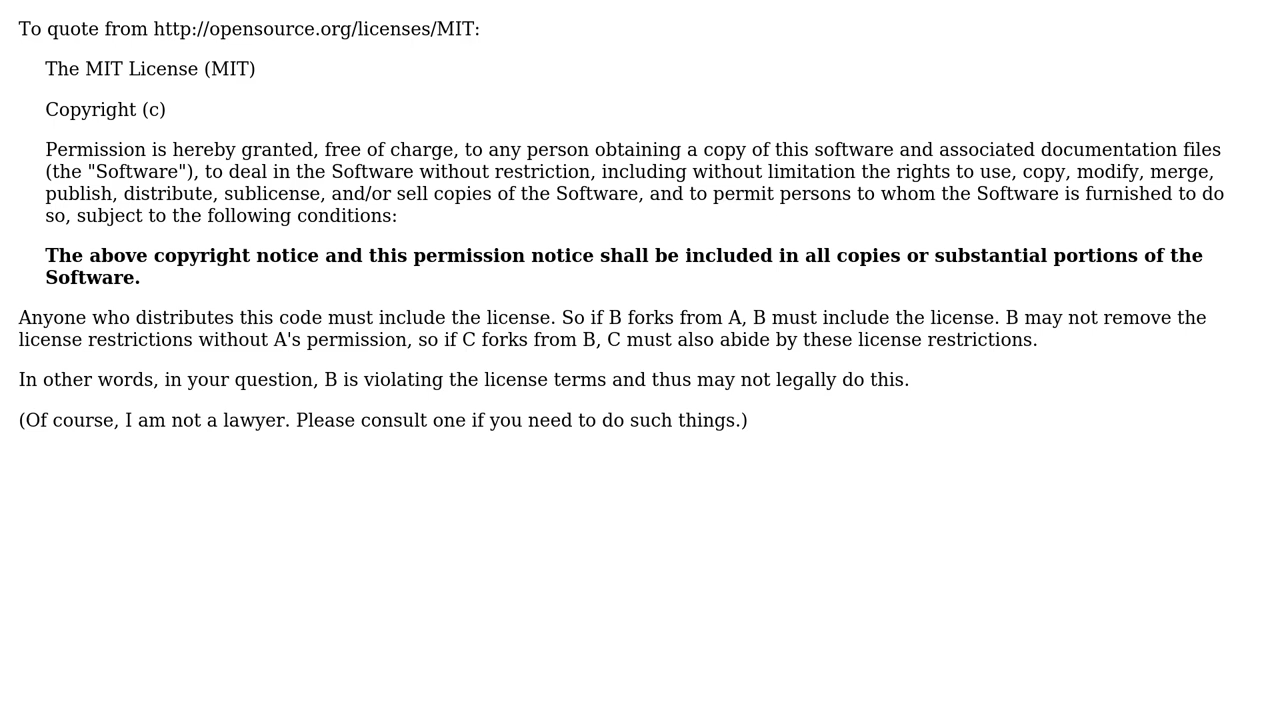 To quote from http://opensource.org/licenses/MIT:
The MIT License (MIT)
Copyright (c)
Permission is hereby granted, free of charge, to any person obtaining a copy of this software and associated documentation files
(the "Software"), to deal in the Software without restriction, including without limitation the rights to use, copy, modify, merge,
publish, distribute, sublicense, and/or sell copies of the Software, and to permit persons to whom the Software is furnished to do
so, subject to the following conditions:
The above copyright notice and this permission notice shall be included in all copies or substantial portions of the
Software.
Anyone who distributes this code must include the license. So if B forks from A, B must include the license. B may not remove the
license restrictions without A's permission, so if C forks from B, C must also abide by these license restrictions.
In other words, in your question, B is violating the license terms and thus may not legally do this.
(Of course, I am not a lawyer. Please consult one if you need to do such things.)